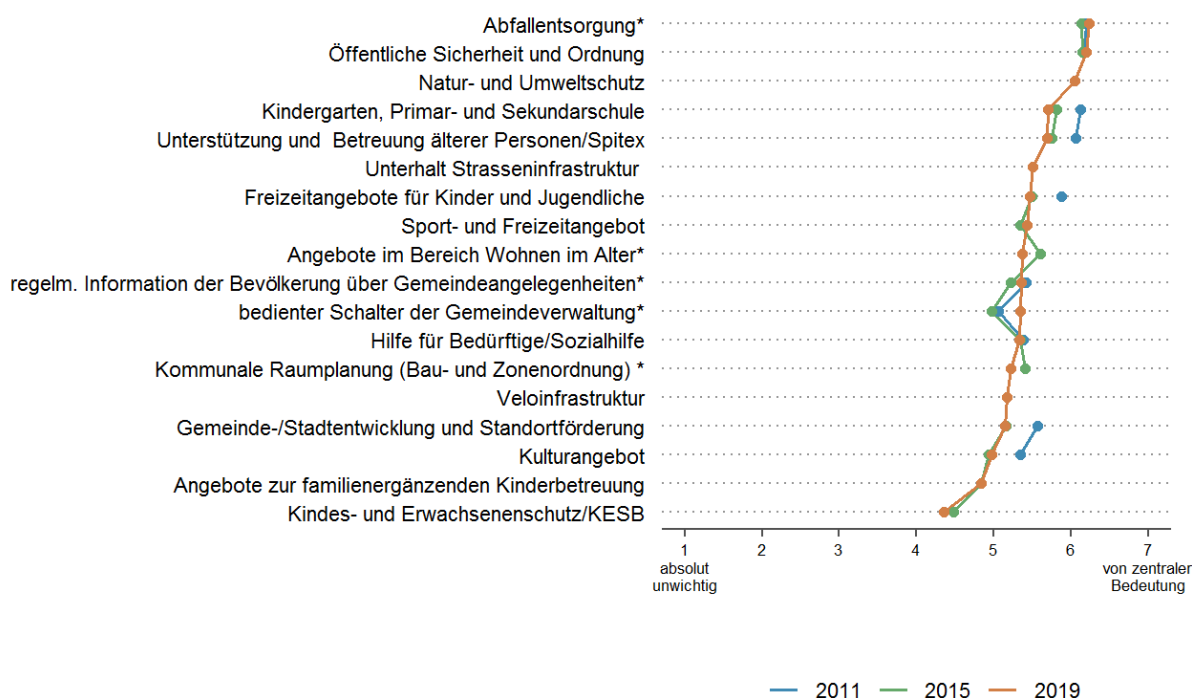 Abfallentsorgung*
Öffentliche Sicherheit und Ordnung
Natur- und Umweltschutz
Kindergarten, Primar- und Sekundarschule
Unterstützung und  Betreuung älterer Personen/Spitex
Unterhalt Strasseninfrastruktur
Freizeitangebote für Kinder und Jugendliche
Sport- und Freizeitangebot
Angebote im Bereich Wohnen im Alter*
regelm. Information der Bevölkerung über Gemeindeangelegenheiten*
bedienter Schalter der Gemeindeverwaltung*
Hilfe für Bedürftige/Sozialhilfe
Kommunale Raumplanung (Bau- und Zonenordnung) *
Veloinfrastruktur
Gemeinde-/Stadtentwicklung und Standortförderung
Kulturangebot
Angebote zur familienergänzenden Kinderbetreuung
Kindes- und Erwachsenenschutz/KESB
1 2 3 4 5 6 7
absolut von zentraler
unwichtig Bedeutung
2011 2015 2019